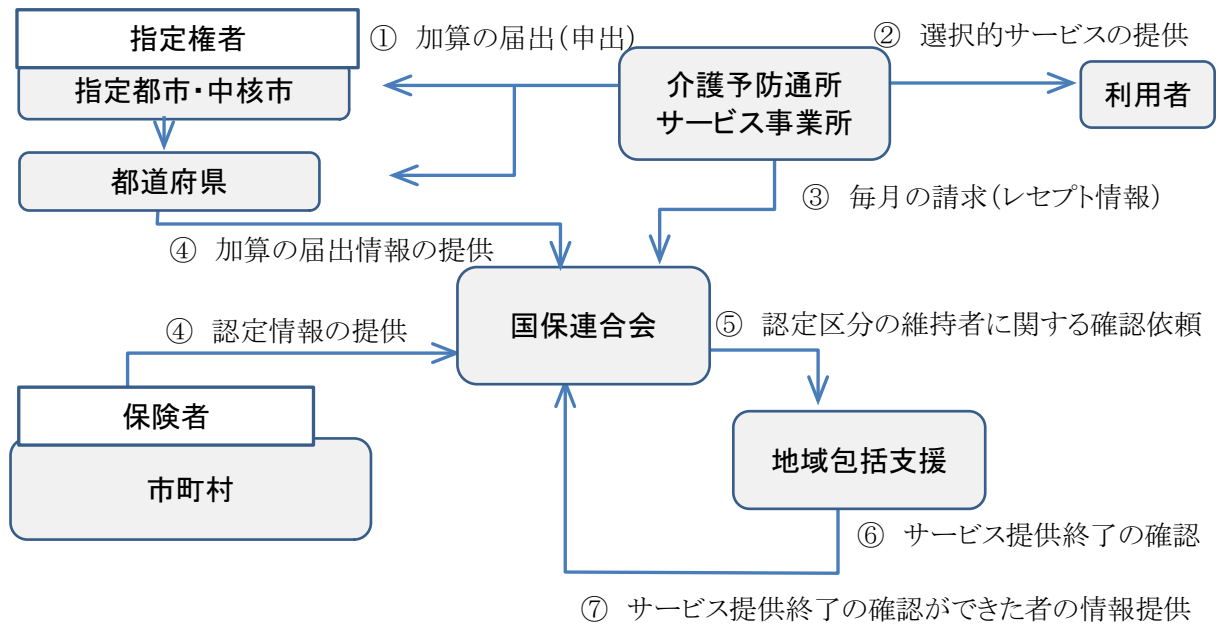 指定権者
① 加算の届出(申出)
② 選択的サービスの提供
指定都市・中核市
介護予防通所
サービス事業所
利用者
都道府県
③ 毎月の請求(レセプト情報)
④ 加算の届出情報の提供
国保連合会
④ 認定情報の提供
⑤ 認定区分の維持者に関する確認依頼
保険者
市町村
地域包括支援
⑥ サービス提供終了の確認
⑦ サービス提供終了の確認ができた者の情報提供